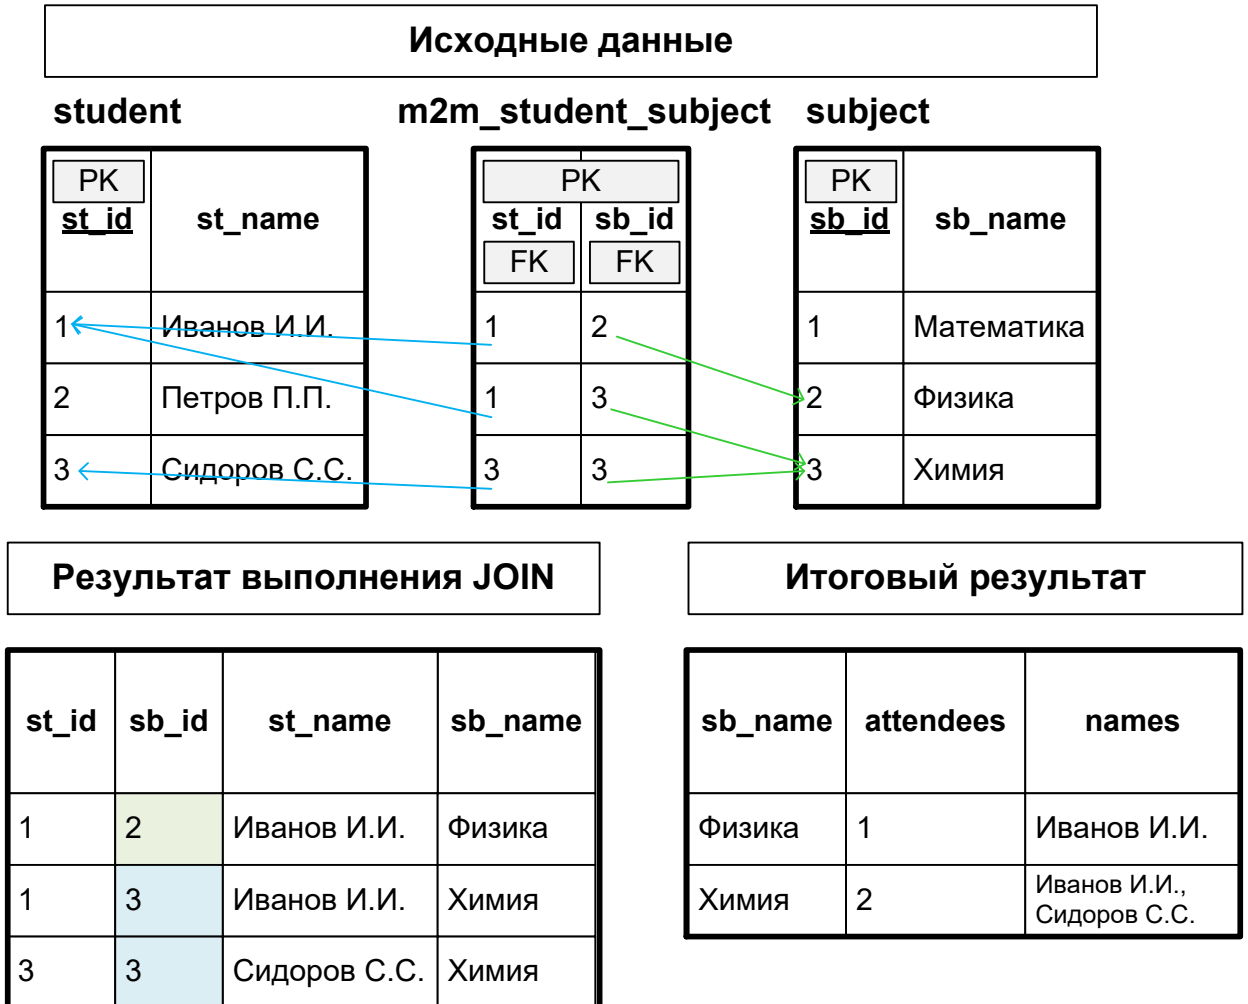 Исходные данные
student m2m_student_subject subject
PK PK PK
st_id st_name st_id sb_id sb_id sb_name
FK FK
1 Иванов И.И. 1 2 1 Математика
2 Петров П.П. 1 3 2 Физика
3 Сидоров С.С. 3 3 3 Химия
Результат выполнения JOIN Итоговый результат
st_id sb_id st_name sb_name
1 2 Иванов И.И. Физика
1 3 Иванов И.И. Химия
3 3 Сидоров С.С. Химия
sb_name attendees names
Физика 1 Иванов И.И.
Химия 2 Иванов И.И.,
Сидоров С.С.